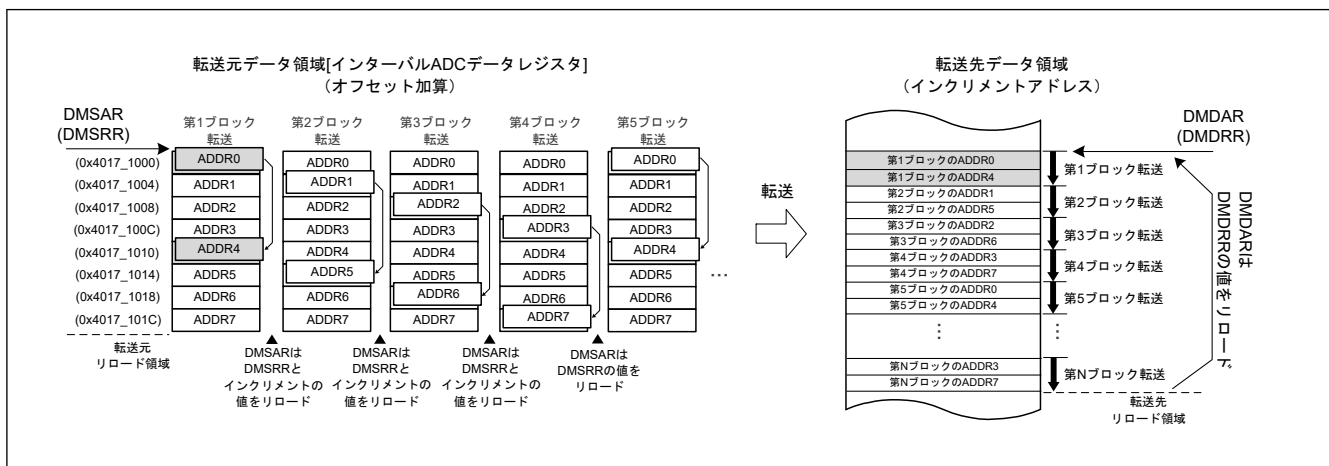 転送元データ領域[インターバルADCデータレジスタ]
(オフセット加算)
DMSAR
(DMSRR)
第1ブロック
転送
第2ブロック
転送
第3ブロック
転送
第4ブロック
転送
第5ブロック
転送
(0x4017_1000)
(0x4017_1004)
(0x4017_1008)
(0x4017_100C)
(0x4017_1010)
(0x4017_1014)
(0x4017_1018)
(0x4017_101C)
転送元
リロード領域
ADDR0
ADDR1
ADDR2
ADDR3
ADDR4
ADDR5
ADDR6
ADDR7
ADDR0
ADDR1
ADDR2
ADDR3
ADDR4
ADDR5
ADDR6
ADDR7
ADDR0
ADDR1
ADDR2
ADDR3
ADDR4
ADDR5
ADDR6
ADDR7
ADDR0
ADDR1
ADDR2
ADDR3
ADDR4
ADDR5
ADDR6
ADDR7
ADDR0
ADDR1
ADDR2
ADDR3
ADDR4
ADDR5
ADDR6
ADDR7
…
DMSARは
DMSRRと
インクリメントの
値をリロード
DMSARは
DMSRRと
インクリメントの
値をリロード
DMSARは
DMSRRと
インクリメントの
値をリロード
DMSARは
DMSRRの値を
リロード
転送
転送先データ領域
(インクリメントアドレス)
DMDAR
(DMDRR)
第1ブロックのADDR0
第1ブロックのADDR4
第2ブロックのADDR1
第2ブロックのADDR5
第3ブロックのADDR2
第3ブロックのADDR6
第4ブロックのADDR3
第4ブロックのADDR7
第5ブロックのADDR0
第5ブロックのADDR4
⋮
第NブロックのADDR3
第NブロックのADDR7
第1ブロック転送
第2ブロック転送
第3ブロック転送
第4ブロック転送
第5ブロック転送
⋮
第Nブロック転送
転送先
リロード領域
DMDARは
DMDRRの値をリロード